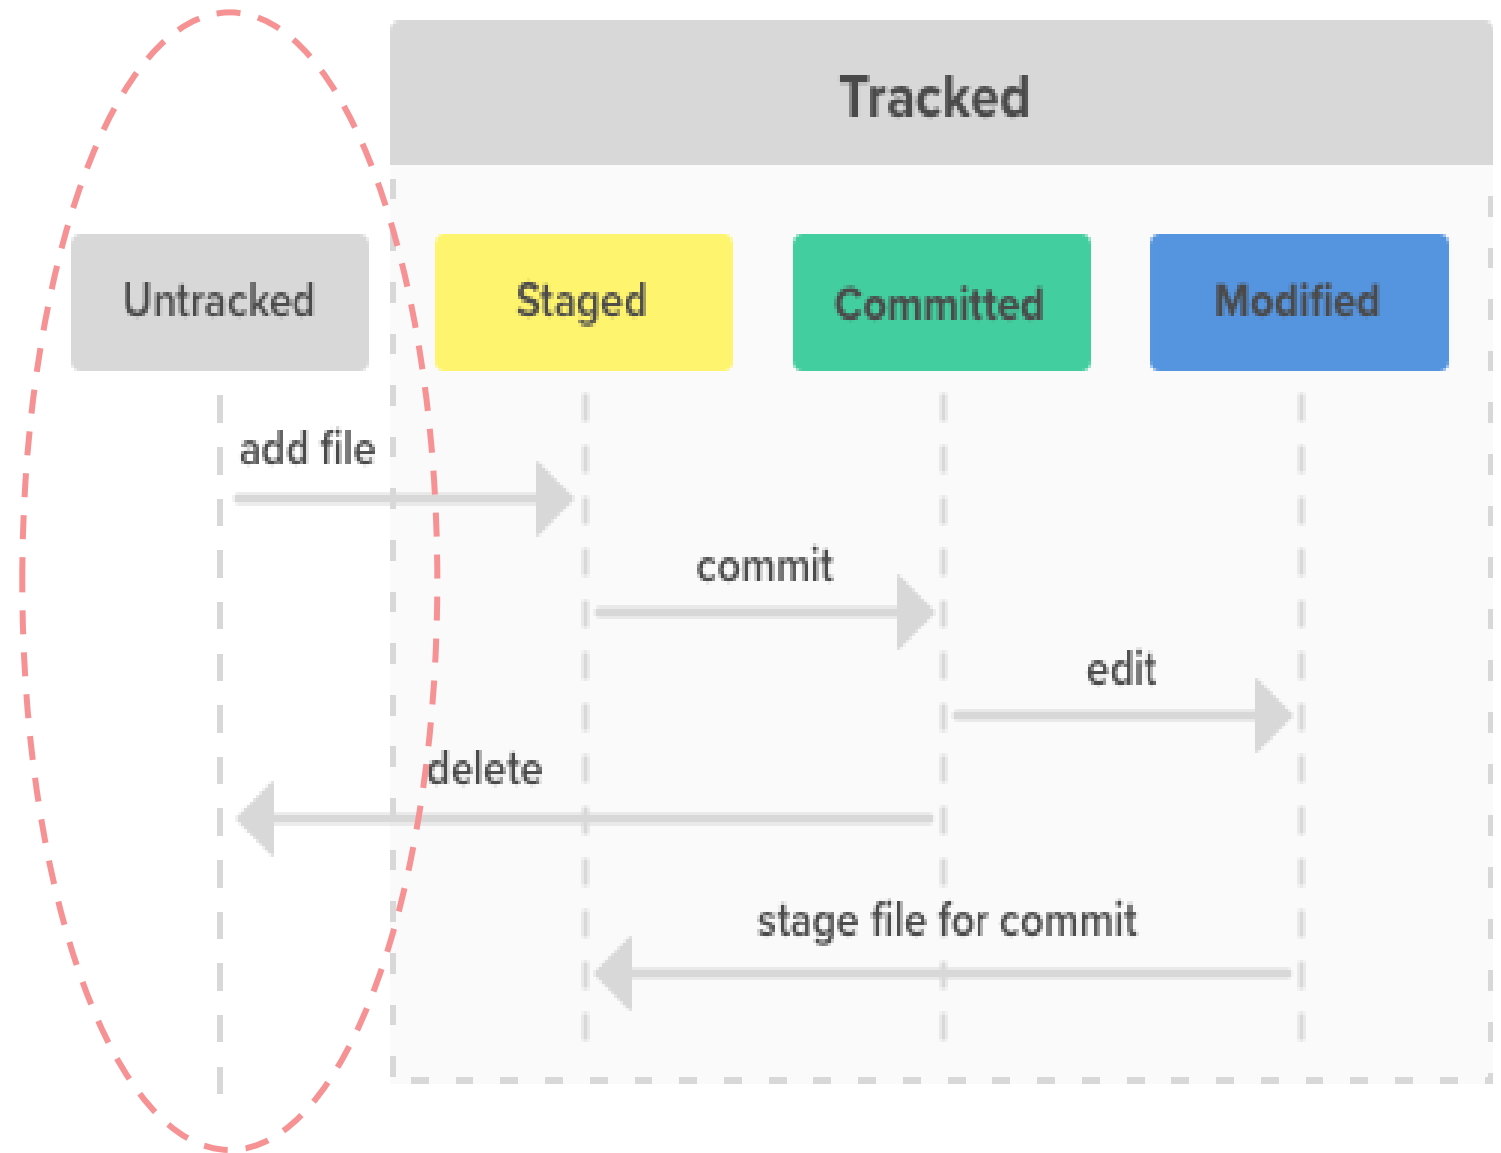 Tracked
Untracked
Staged
Committed
Modified
add file
commit
edit
delete
stage file for commit